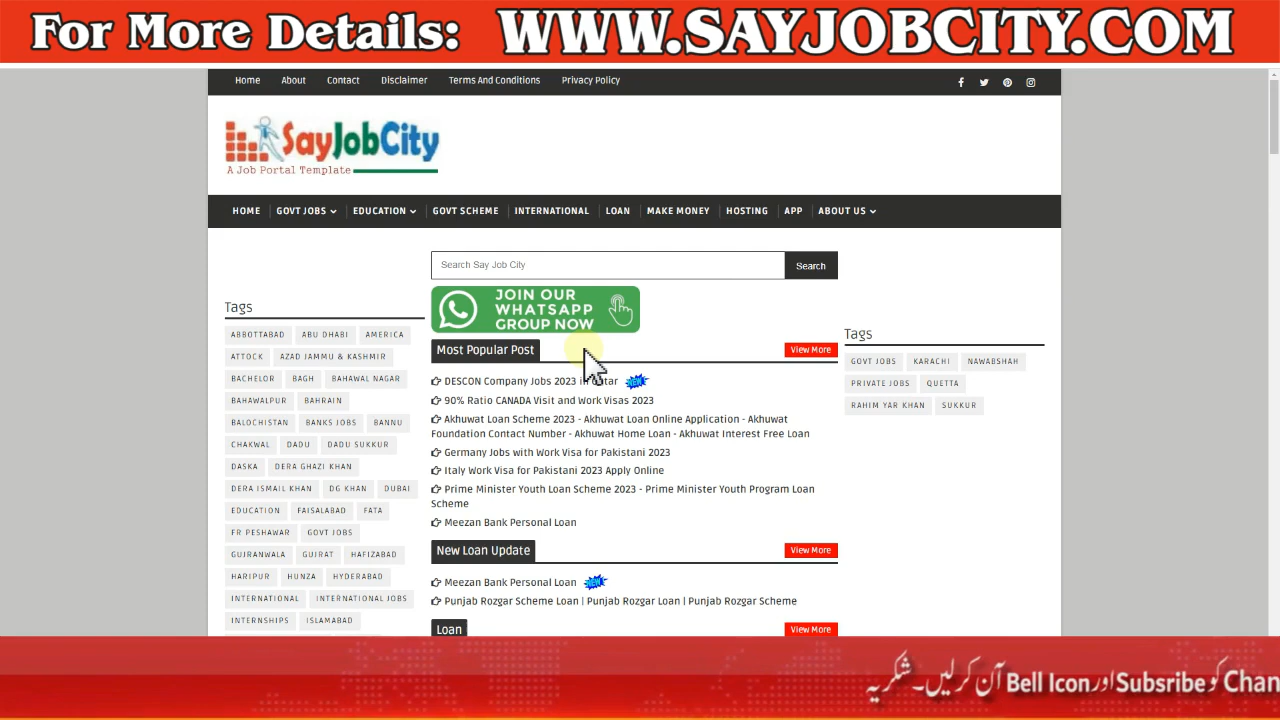 For More Details: WWW.SAYJOBCITY.COM
Home About Contact Disclaimer Terms And Conditions Privacy Policy
SayJobCity
A Job Portal Template
HOME GOVT JOBS EDUCATION GOVT SCHEME INTERNATIONAL LOAN MAKE MONEY HOSTING APP ABOUT US
Tags
ABBOTTABAD ABU DHABI AMERICA
ATTOCK AZAD JAMMU & KASHMIR
BACHELOR BAGH BAHAWAL NAGAR
BAHAWALPUR BAHRAIN
BALOCHISTAN BANKS JOBS BANNU
CHAKWAL DADU DADU SUKKUR
DASKA DERA GHAZI KHAN
DERA ISMAIL KHAN DG KHAN DUBAI
EDUCATION FAISALABAD FATA
FR PESHAWAR GOVT JOBS
GUJRANWALA GUJRAT HAFIZABAD
HARIPUR HUNZA HYDERABAD
INTERNATIONAL INTERNATIONAL JOBS
INTERNSHIPS ISLAMABAD
Search Say Job City Search
JOIN OUR
WHATSAPP
GROUP NOW
Most Popular Post View More
DESCON Company Jobs 2023 in Qatar NEW
90% Ratio CANADA Visit and Work Visas 2023
Akhuwat Loan Scheme 2023 - Akhuwat Loan Online Application - Akhuwat
Foundation Contact Number - Akhuwat Home Loan - Akhuwat Interest Free Loan
Germany Jobs with Work Visa for Pakistani 2023
Italy Work Visa for Pakistani 2023 Apply Online
Prime Minister Youth Loan Scheme 2023 - Prime Minister Youth Program Loan
Scheme
Meezan Bank Personal Loan
New Loan Update View More
Meezan Bank Personal Loan NEW
Punjab Rozgar Scheme Loan | Punjab Rozgar Loan | Punjab Rozgar Scheme
Loan View More
Tags
GOVT JOBS KARACHI NAWABSHAH
PRIVATE JOBS QUETTA
RAHIM YAR KHAN SUKKUR
Chan کو Subsribe اور Bell Icon آن کرلیں۔ شکریہ